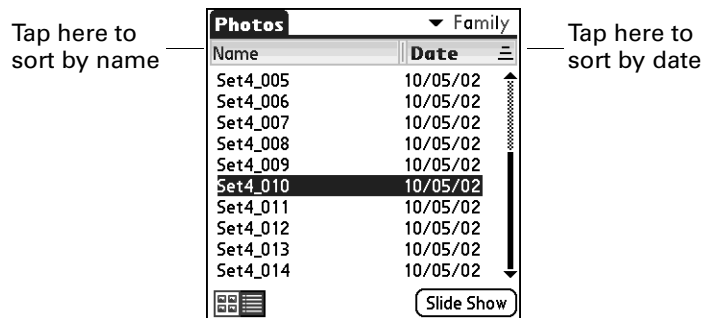 Photos
Family
Tap here to
sort by name
Name
Date
Tap here to
sort by date
Set4_005 10/05/02
Set4_006 10/05/02
Set4_007 10/05/02
Set4_008 10/05/02
Set4_009 10/05/02
Set4_010 10/05/02
Set4_011 10/05/02
Set4_012 10/05/02
Set4_013 10/05/02
Set4_014 10/05/02
Slide Show